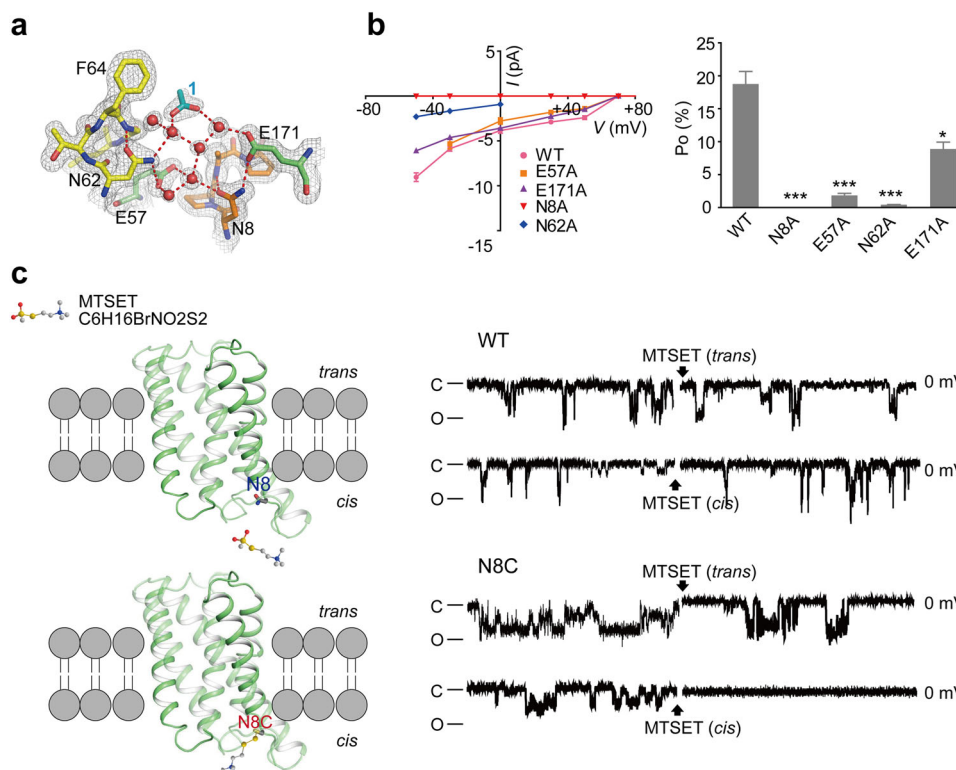 a
F64
1
E171
N62
E57
N8
b
5
I (pA)
-80
-40
+40
+80
V (mV)
-5
-10
-15
WT
E57A
E171A
N8A
N62A
Po (%)
25
20
15
10
5
0
***
***
***
*
WT
N8A
E57A
N62A
E171A
c
MTSET
C6H16BrNO2S2
trans
N8
cis
trans
N8C
cis
WT
MTSET (trans)
C
0 mV
O
C
0 mV
O
MTSET (cis)
N8C
MTSET (trans)
C
0 mV
O
C
0 mV
O
MTSET (cis)